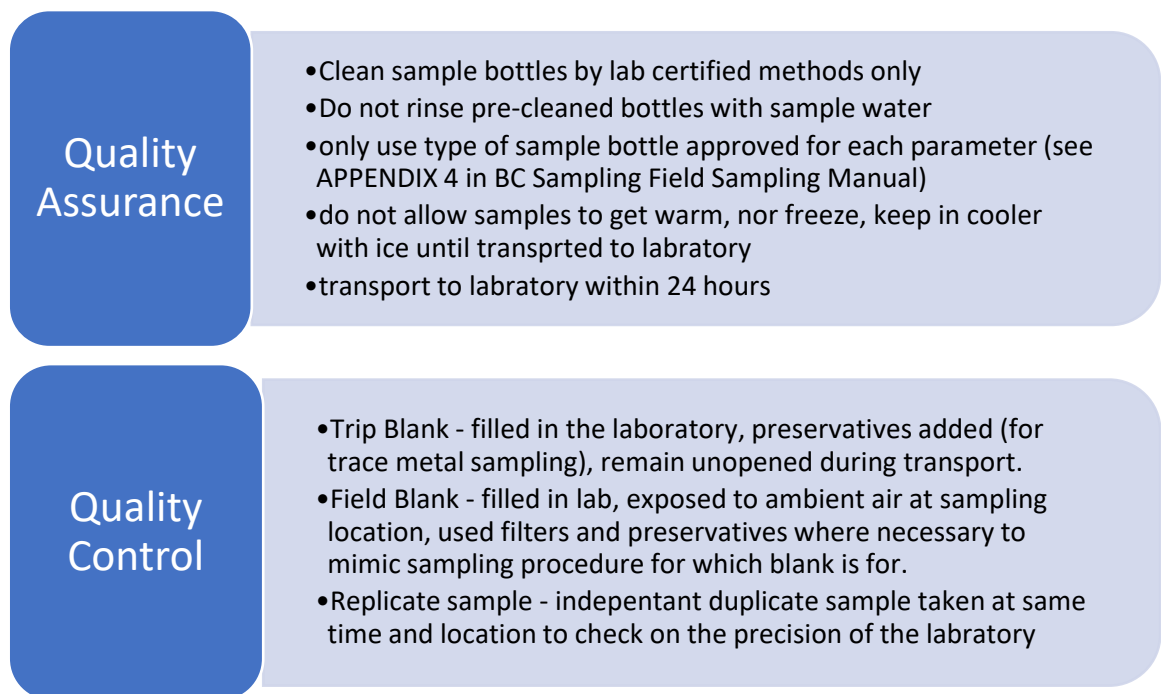 Quality
Assurance
•Clean sample bottles by lab certified methods only
•Do not rinse pre-cleaned bottles with sample water
•only use type of sample bottle approved for each parameter (see
APPENDIX 4 in BC Sampling Field Sampling Manual)
•do not allow samples to get warm, nor freeze, keep in cooler
with ice until transprted to labratory
•transport to labratory within 24 hours
Quality
Control
•Trip Blank - filled in the laboratory, preservatives added (for
trace metal sampling), remain unopened during transport.
•Field Blank - filled in lab, exposed to ambient air at sampling
location, used filters and preservatives where necessary to
mimic sampling procedure for which blank is for.
•Replicate sample - indepentant duplicate sample taken at same
time and location to check on the precision of the labratory